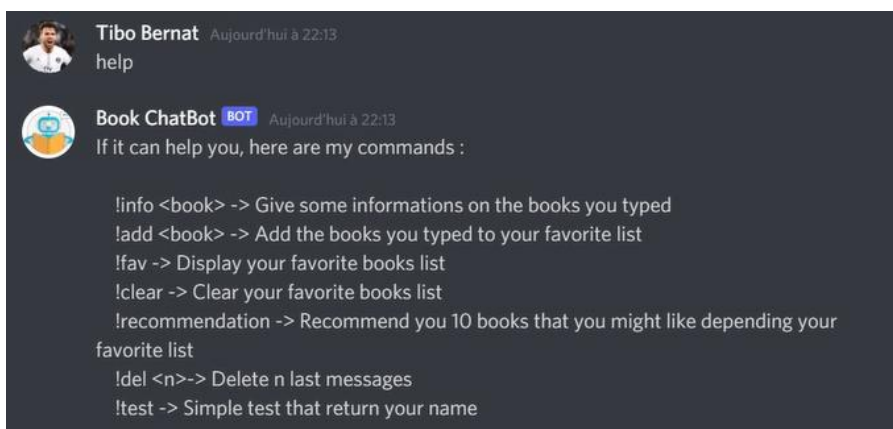 Tibo Bernat Aujourd'hui à 22:13
help
Book ChatBot BOT Aujourd'hui à 22:13
If it can help you, here are my commands :
!info <book> -> Give some informations on the books you typed
!add <book> -> Add the books you typed to your favorite list
!fav -> Display your favorite books list
!clear -> Clear your favorite books list
!recommendation -> Recommend you 10 books that you might like depending your
favorite list
!del <n>-> Delete n last messages
!test -> Simple test that return your name